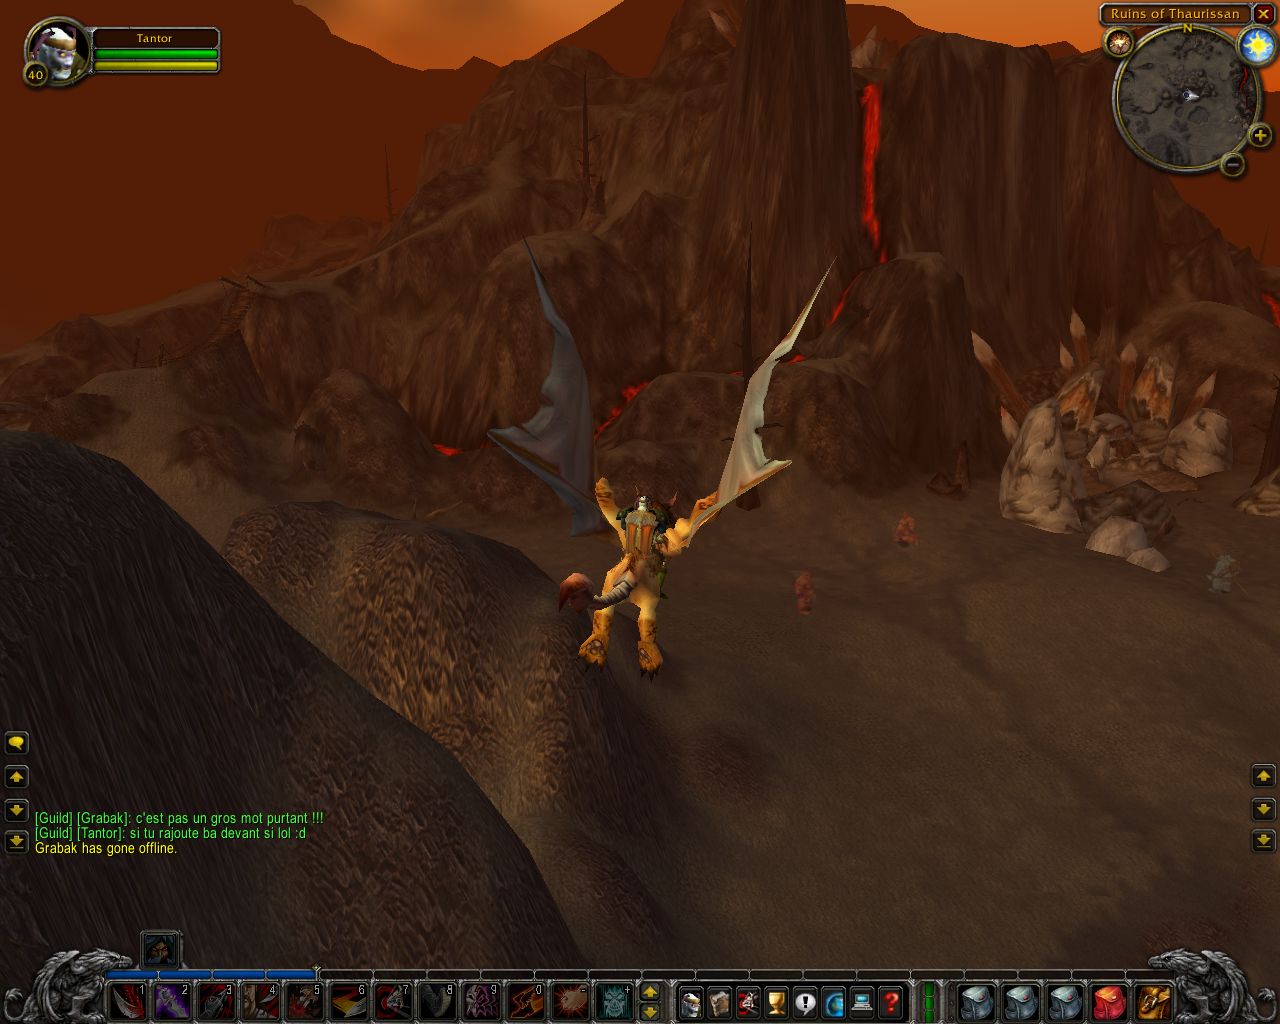 Tantor
40
Ruins of Thaurissan
N
[Guild] [Grabak]: c'est pas un gros mot purtant !!!
[Guild] [Tantor]: si tu rajoute ba devant si lol :d
Grabak has gone offline.
1 2 3 4 5 6 7 8 9 0 - +